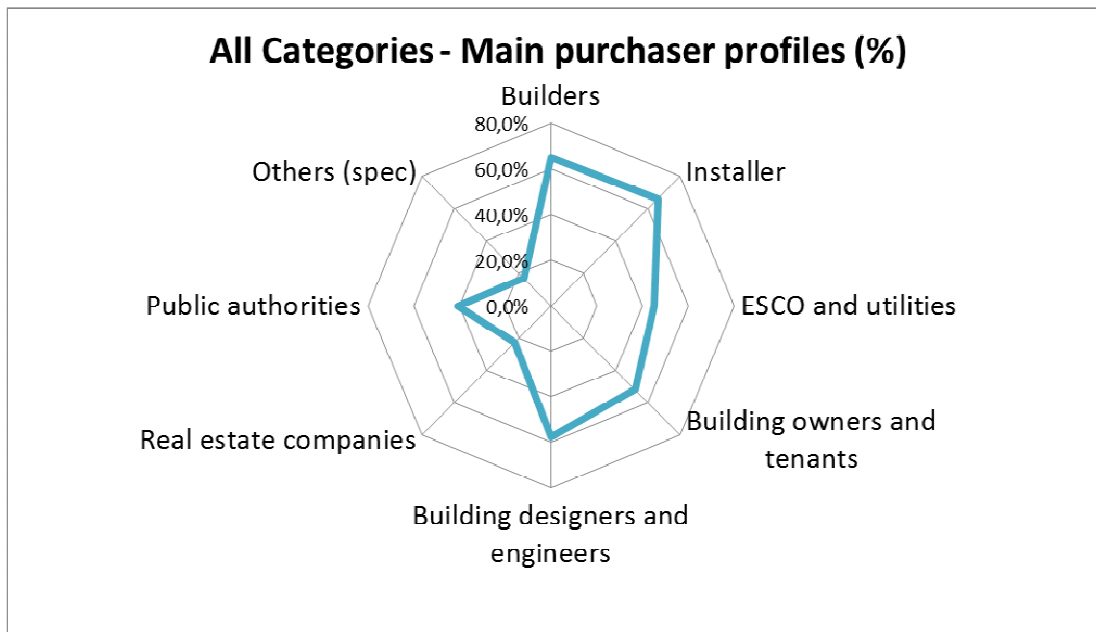 All Categories - Main purchaser profiles (%)
Builders
80,0%
60,0%
40,0%
20,0%
0,0%
Installer
ESCO and utilities
Building owners and
tenants
Building designers and
engineers
Real estate companies
Public authorities
Others (spec)